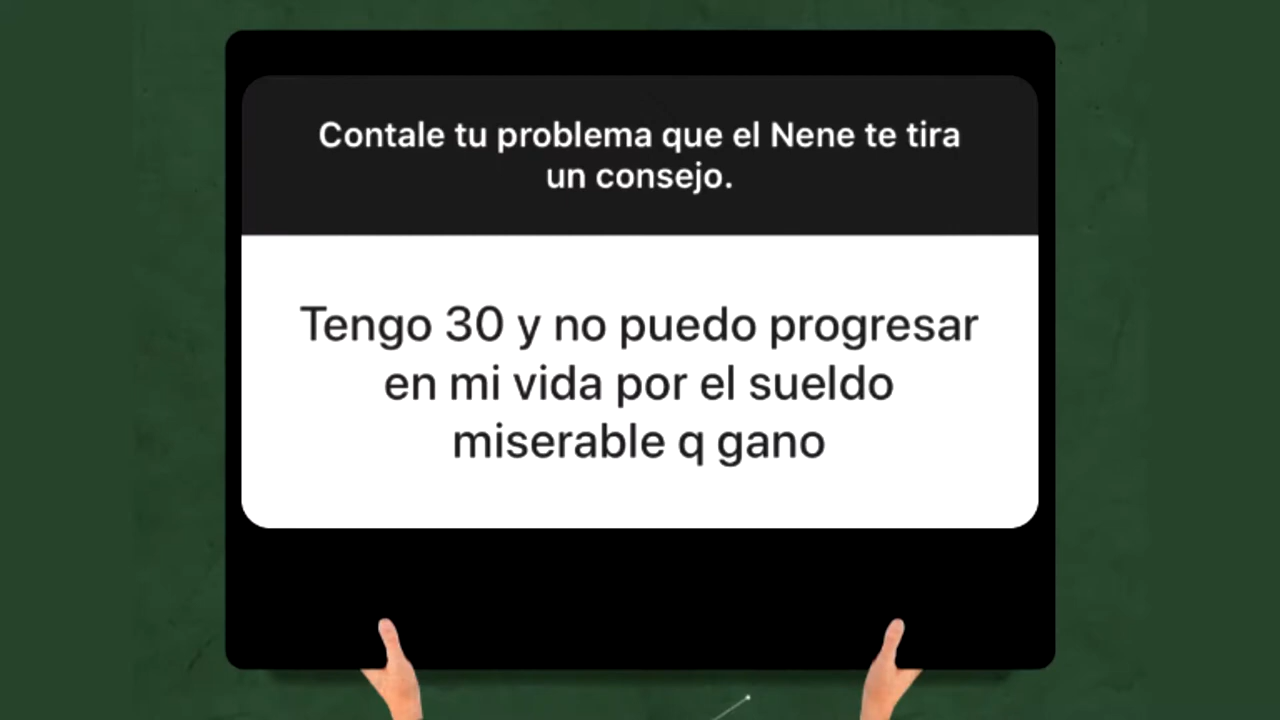 Contale tu problema que el Nene te tira
un consejo.
Tengo 30 y no puedo progresar
en mi vida por el sueldo
miserable q gano